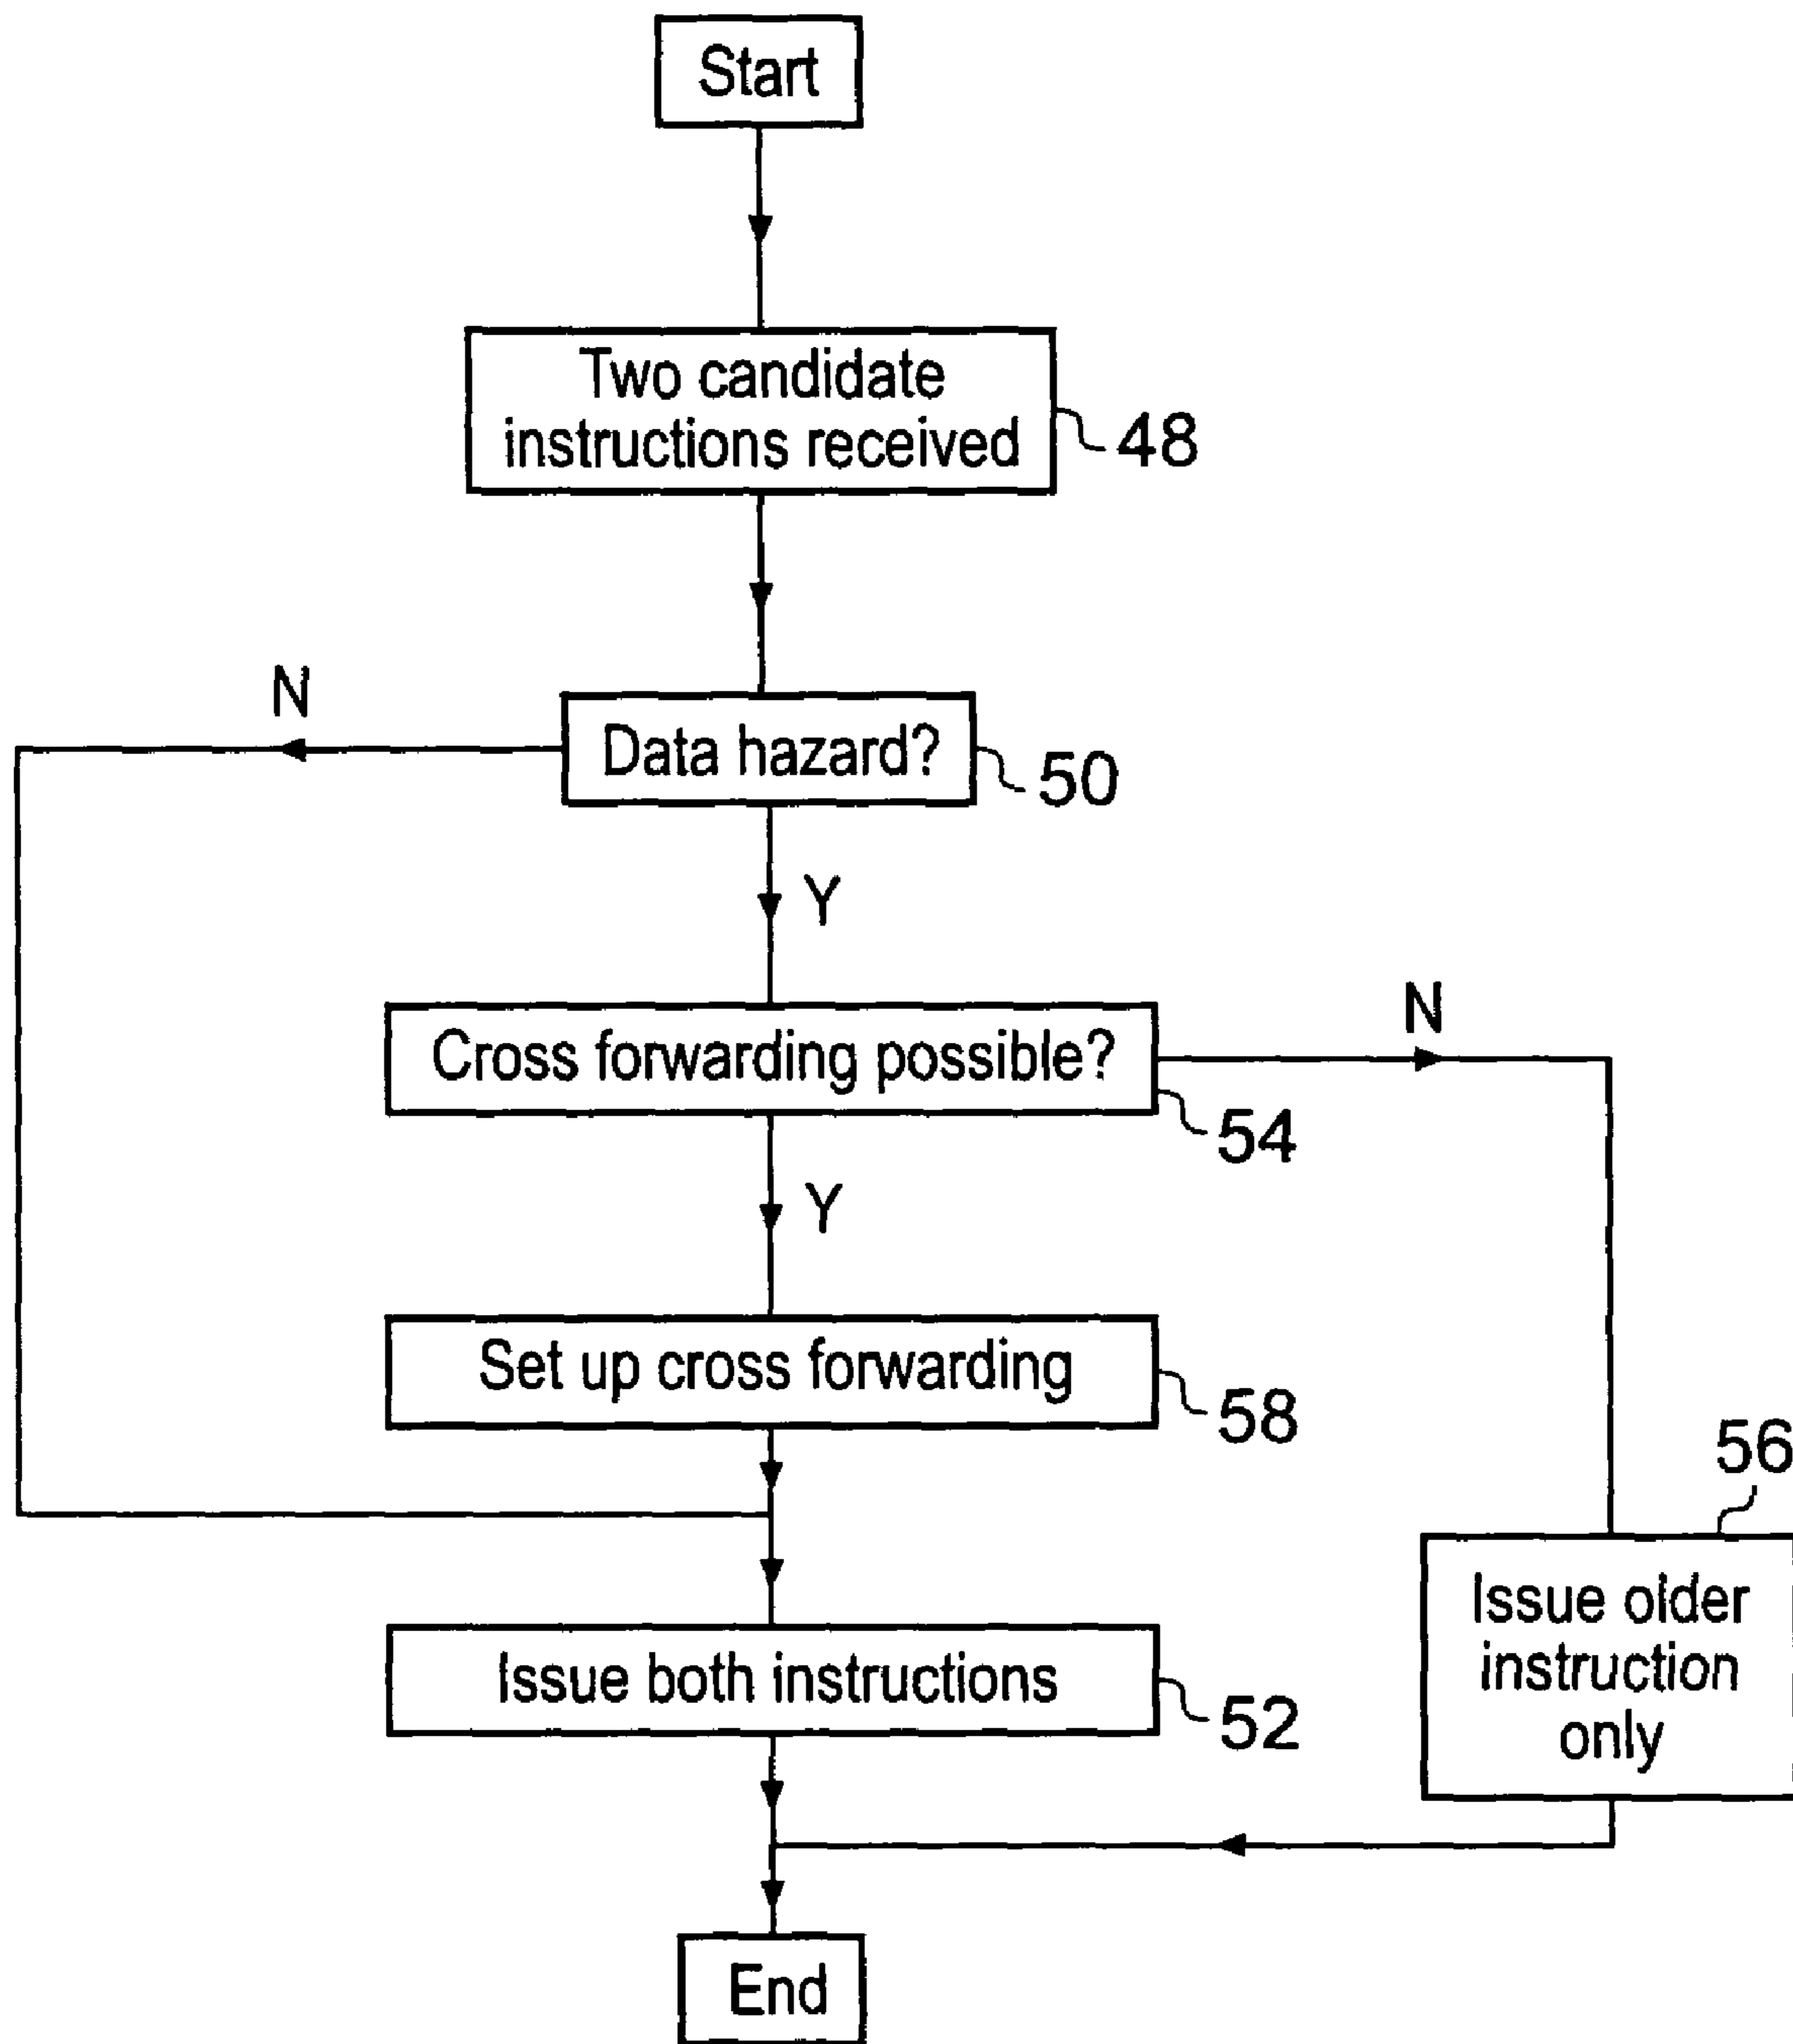 Start
Two candidate
instructions received
48
N
Data hazard?
50
Y
N
Cross forwarding possible?
54
Y
Set up cross forwarding
58
56
Issue older
instruction
only
Issue both instructions
52
End